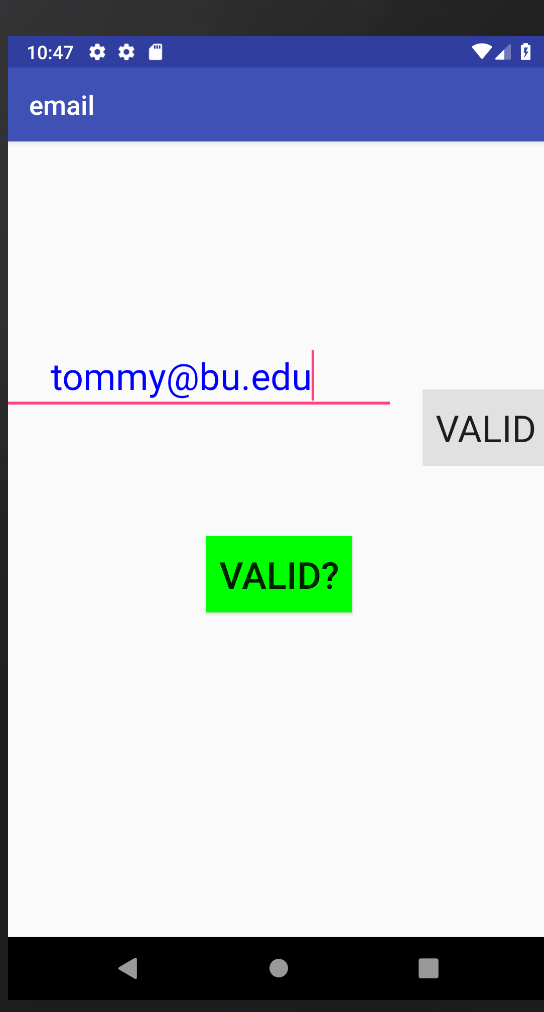 10:47
email
tommy@bu.edu
VALID
VALID?